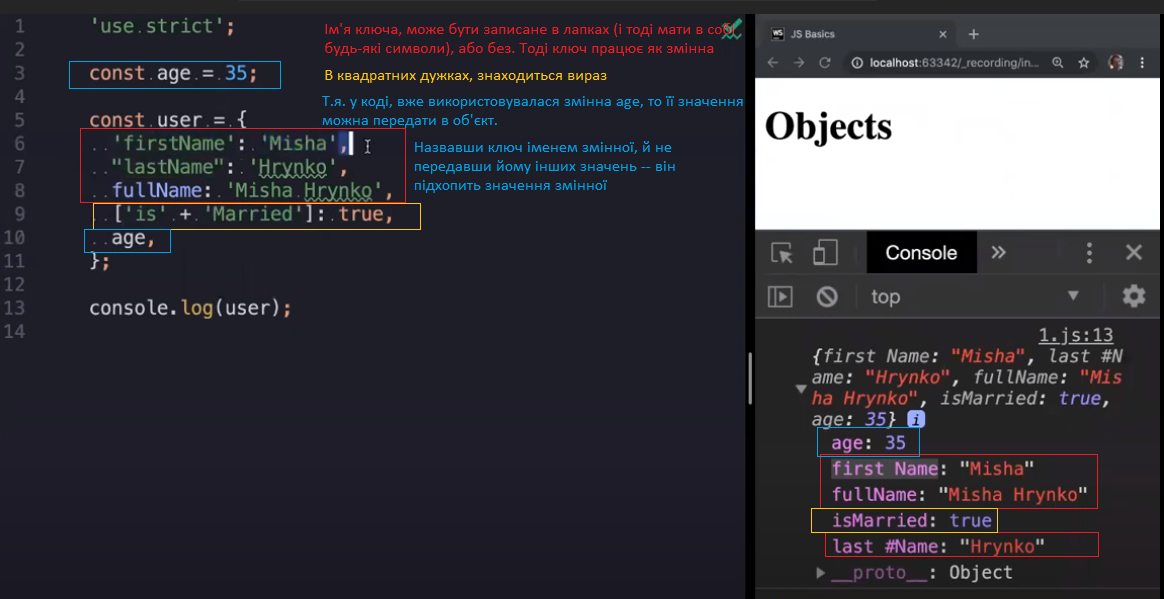 1 'use strict';
2
3 const age = 35;
4
5 const user = {
6 'firstName': 'Misha',
7 "lastName": 'Hrynko',
8 fullName: 'Misha Hrynko',
9 ['is' + 'Married']: true,
10 age,
11 };
12
13 console.log(user);
14
Ім'я ключа, може бути записане в лапках (і тоді мати в собі
будь-які символи), або без. Тоді ключ працює як змінна
В квадратних дужках, знаходиться вираз
Т.я. у коді, вже використовувалася змінна age, то її значення
можна передати в об'єкт.
Назвавши ключ іменем змінної, й не
передавши йому інших значень -- він
підхопить значення змінної
WS JS Basics
localhost:63342/_recording/in...
Objects
Console
top
1.js:13
{first Name: "Misha", last #N
ame: "Hrynko", fullName: "Mis
ha Hrynko", isMarried: true,
age: 35} i
age: 35
first Name: "Misha"
fullName: "Misha Hrynko"
isMarried: true
last #Name: "Hrynko"
__proto__: Object